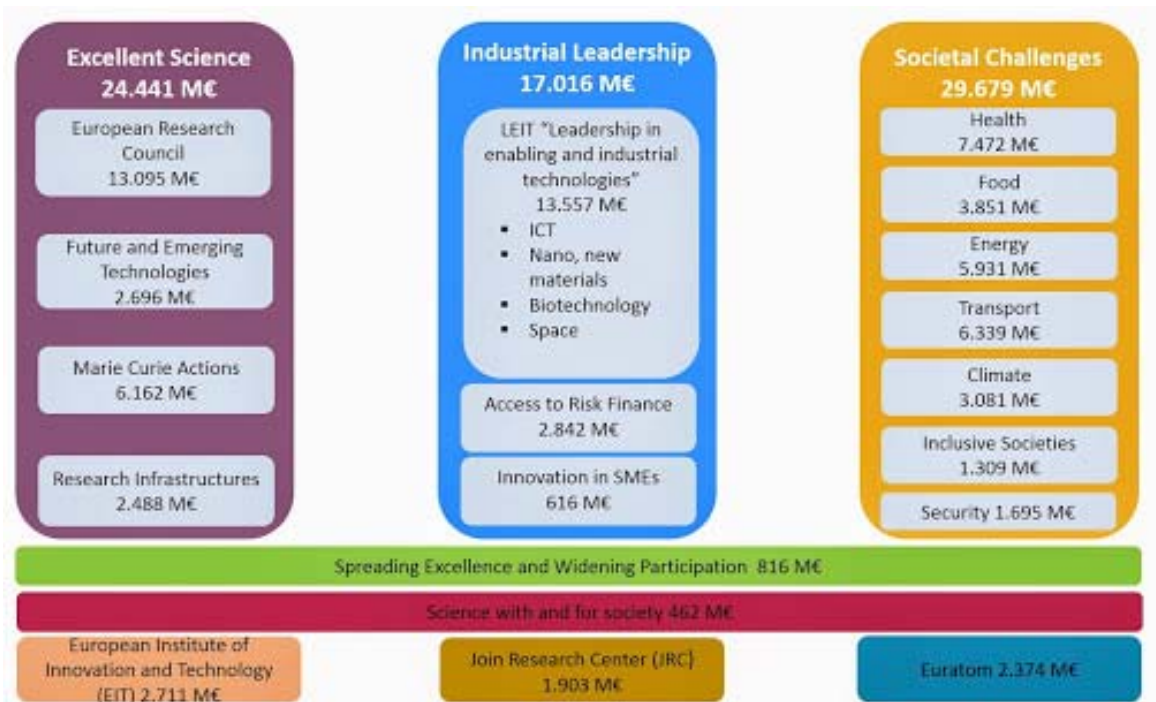 Excellent Science
24.441 M€
European Research
Council
13.095 M€
Future and Emerging
Technologies
2.696 M€
Marie Curie Actions
6.162 M€
Research Infrastructures
2.488 M€
Industrial Leadership
17.016 M€
LEIT "Leadership in
enabling and industrial
technologies"
13.557 M€
▪ ICT
▪ Nano, new
materials
▪ Biotechnology
▪ Space
Access to Risk Finance
2.842 M€
Innovation in SMEs
616 M€
Societal Challenges
29.679 M€
Health
7.472 M€
Food
3.851 M€
Energy
5.931 M€
Transport
6.339 M€
Climate
3.081 M€
Inclusive Societies
1.309 M€
Security 1.695 M€
Spreading Excellence and Widening Participation 816 M€
Science with and for society 462 M€
European Institute of
Innovation and Technology
(EIT) 2.711 M€
Join Research Center (JRC)
1.903 M€
Euratom 2.374 M€